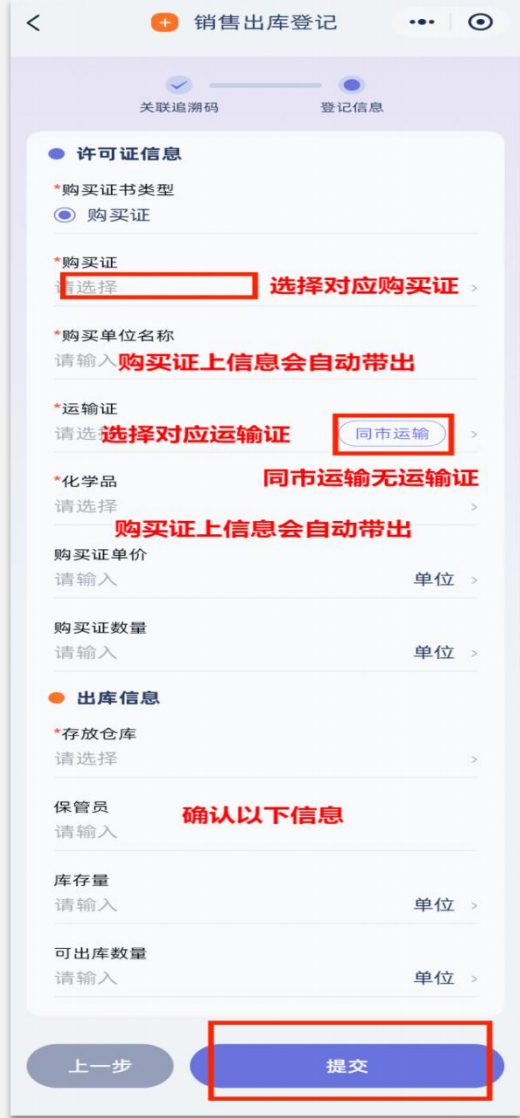 销售出库登记
关联追溯码
登记信息
许可证信息
*购买证书类型
购买证
*购买证
请选择
选择对应购买证
*购买单位名称
请输入
购买证上信息会自动带出
*运输证
请选
选择对应运输证
同市运输
同市运输无运输证
*化学品
请选择
购买证上信息会自动带出
购买证单价
请输入 单位
购买证数量
请输入 单位
出库信息
*存放仓库
请选择
保管员
请输入
确认以下信息
库存量
请输入 单位
可出库数量
请输入 单位
上一步
提交